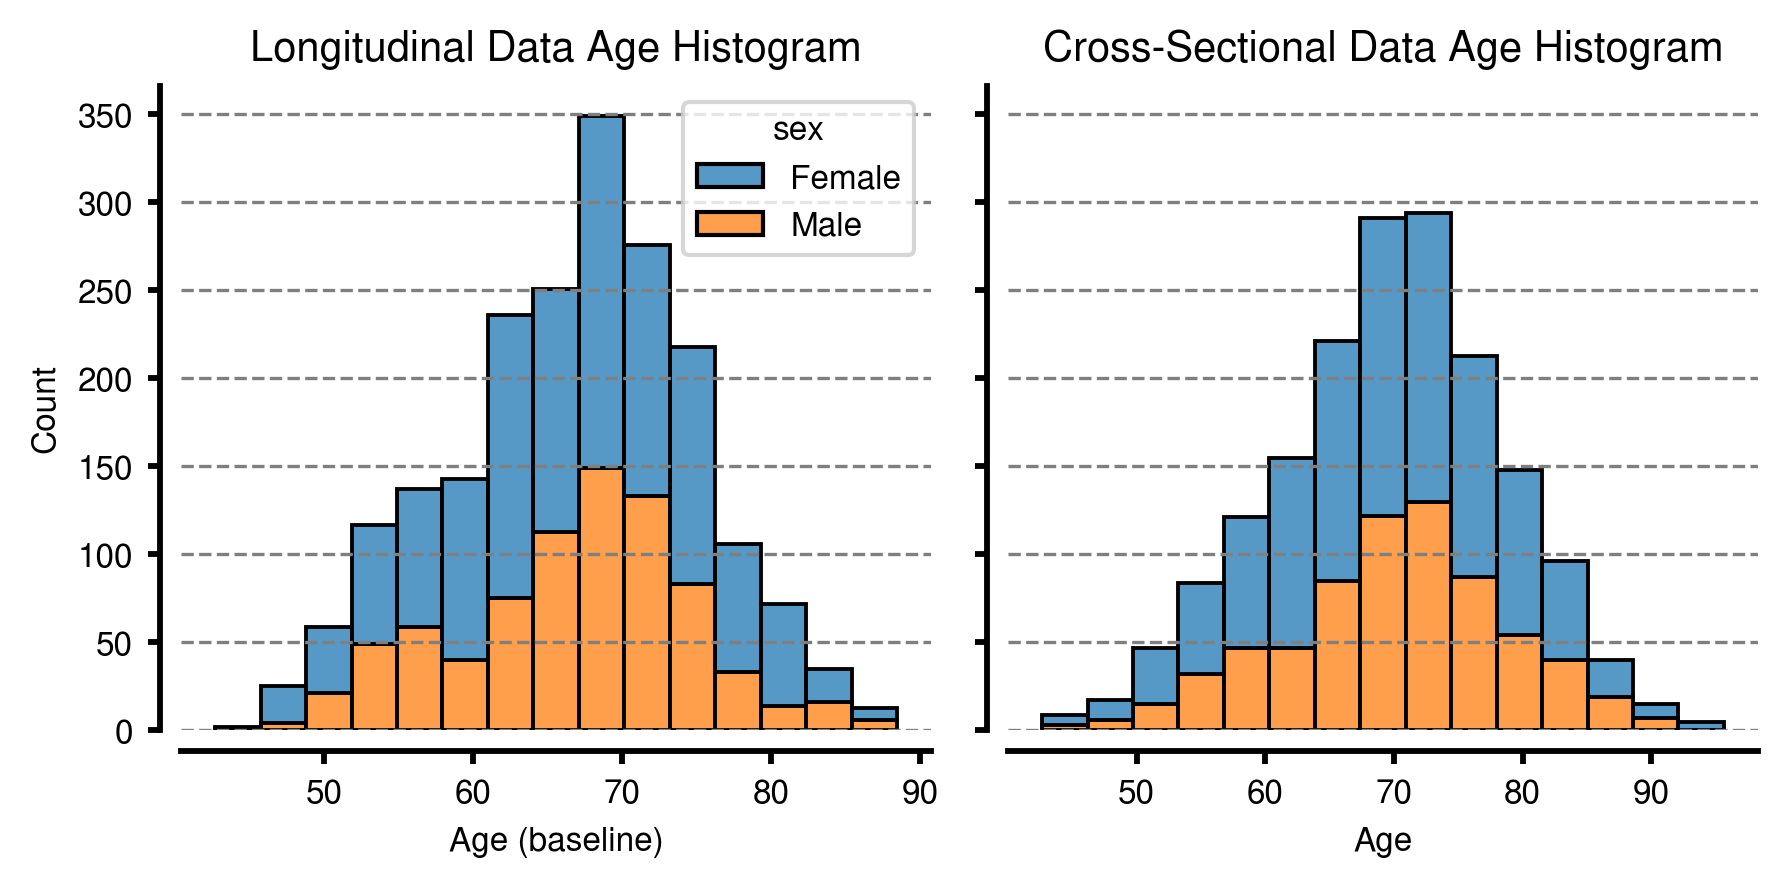 Longitudinal Data Age Histogram
Cross-Sectional Data Age Histogram
350
300
250
200
150
100
50
0
Count
sex
Female
Male
50 60 70 80 90
50 60 70 80 90
Age (baseline)
Age